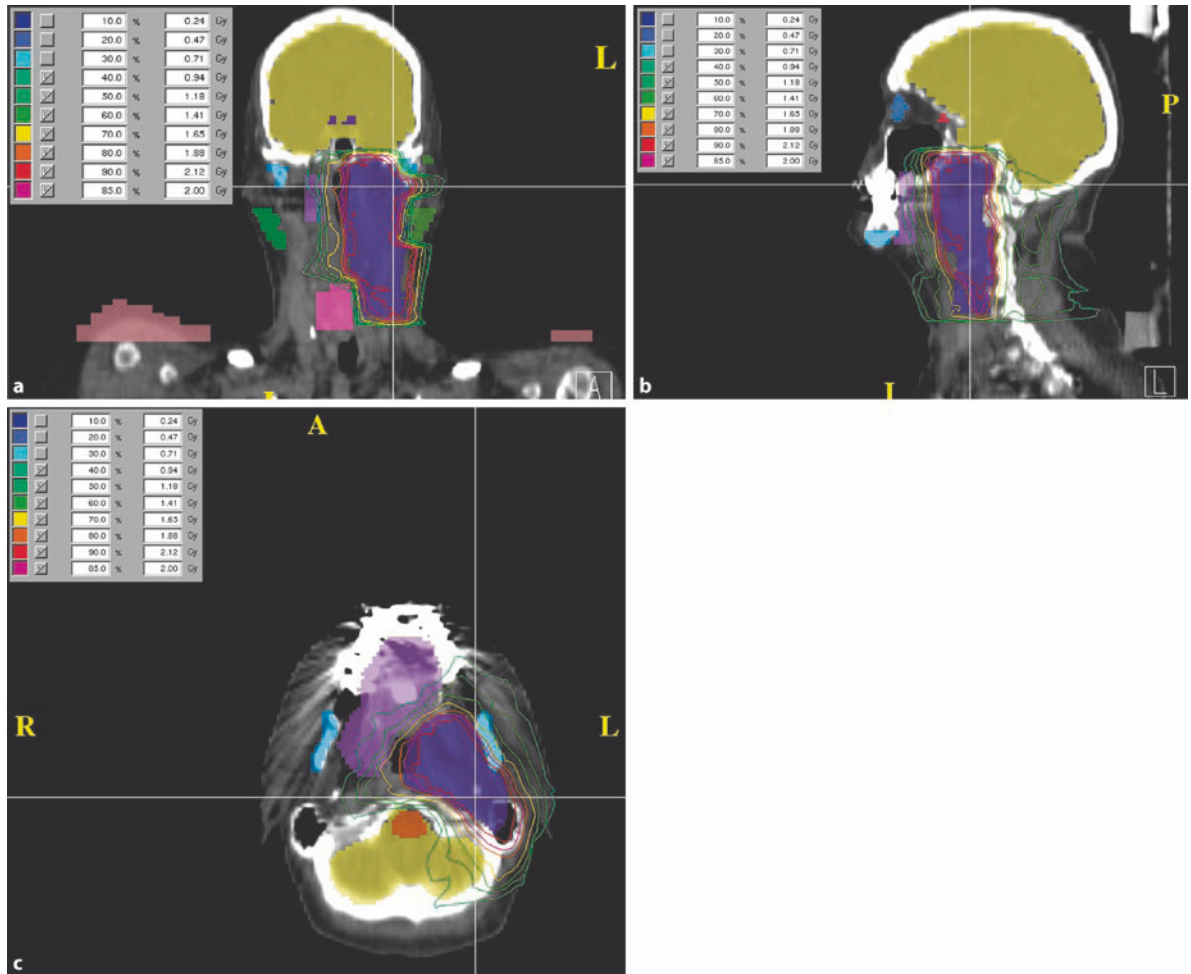 10.0 % 0.24 Gy
20.0 % 0.47 Gy
30.0 % 0.71 Gy
40.0 % 0.94 Gy
50.0 % 1.18 Gy
60.0 % 1.41 Gy
70.0 % 1.65 Gy
80.0 % 1.88 Gy
90.0 % 2.12 Gy
85.0 % 2.00 Gy
L
a
A
10.0 % 0.24 Gy
20.0 % 0.47 Gy
30.0 % 0.71 Gy
40.0 % 0.94 Gy
50.0 % 1.18 Gy
60.0 % 1.41 Gy
70.0 % 1.65 Gy
80.0 % 1.88 Gy
90.0 % 2.12 Gy
85.0 % 2.00 Gy
P
b
L
10.0 % 0.24 Gy
20.0 % 0.47 Gy
30.0 % 0.71 Gy
40.0 % 0.94 Gy
50.0 % 1.18 Gy
60.0 % 1.41 Gy
70.0 % 1.65 Gy
80.0 % 1.88 Gy
90.0 % 2.12 Gy
85.0 % 2.00 Gy
A
R
L
c